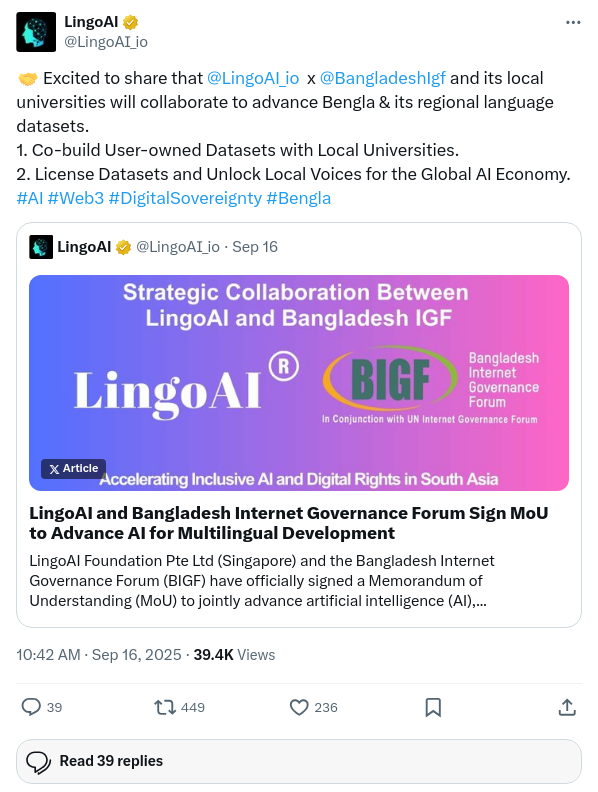 LingoAI
@LingoAI_io
🤝 Excited to share that @LingoAI_io x @BangladeshIgf and its local
universities will collaborate to advance Bengla & its regional language
datasets.
1. Co-build User-owned Datasets with Local Universities.
2. License Datasets and Unlock Local Voices for the Global AI Economy.
#AI #Web3 #DigitalSovereignty #Bengla
LingoAI @LingoAI_io · Sep 16
Strategic Collaboration Between
LingoAI and Bangladesh IGF
LingoAI®
BIGF
Bangladesh
Internet
Governance
Forum
In Conjunction with UN Internet Governance Forum
Article
Accelerating Inclusive AI and Digital Rights in South Asia
LingoAI and Bangladesh Internet Governance Forum Sign MoU
to Advance AI for Multilingual Development
LingoAI Foundation Pte Ltd (Singapore) and the Bangladesh Internet
Governance Forum (BIGF) have officially signed a Memorandum of
Understanding (MoU) to jointly advance artificial intelligence (AI),...
10:42 AM · Sep 16, 2025 · 39.4K Views
39 449 236
Read 39 replies